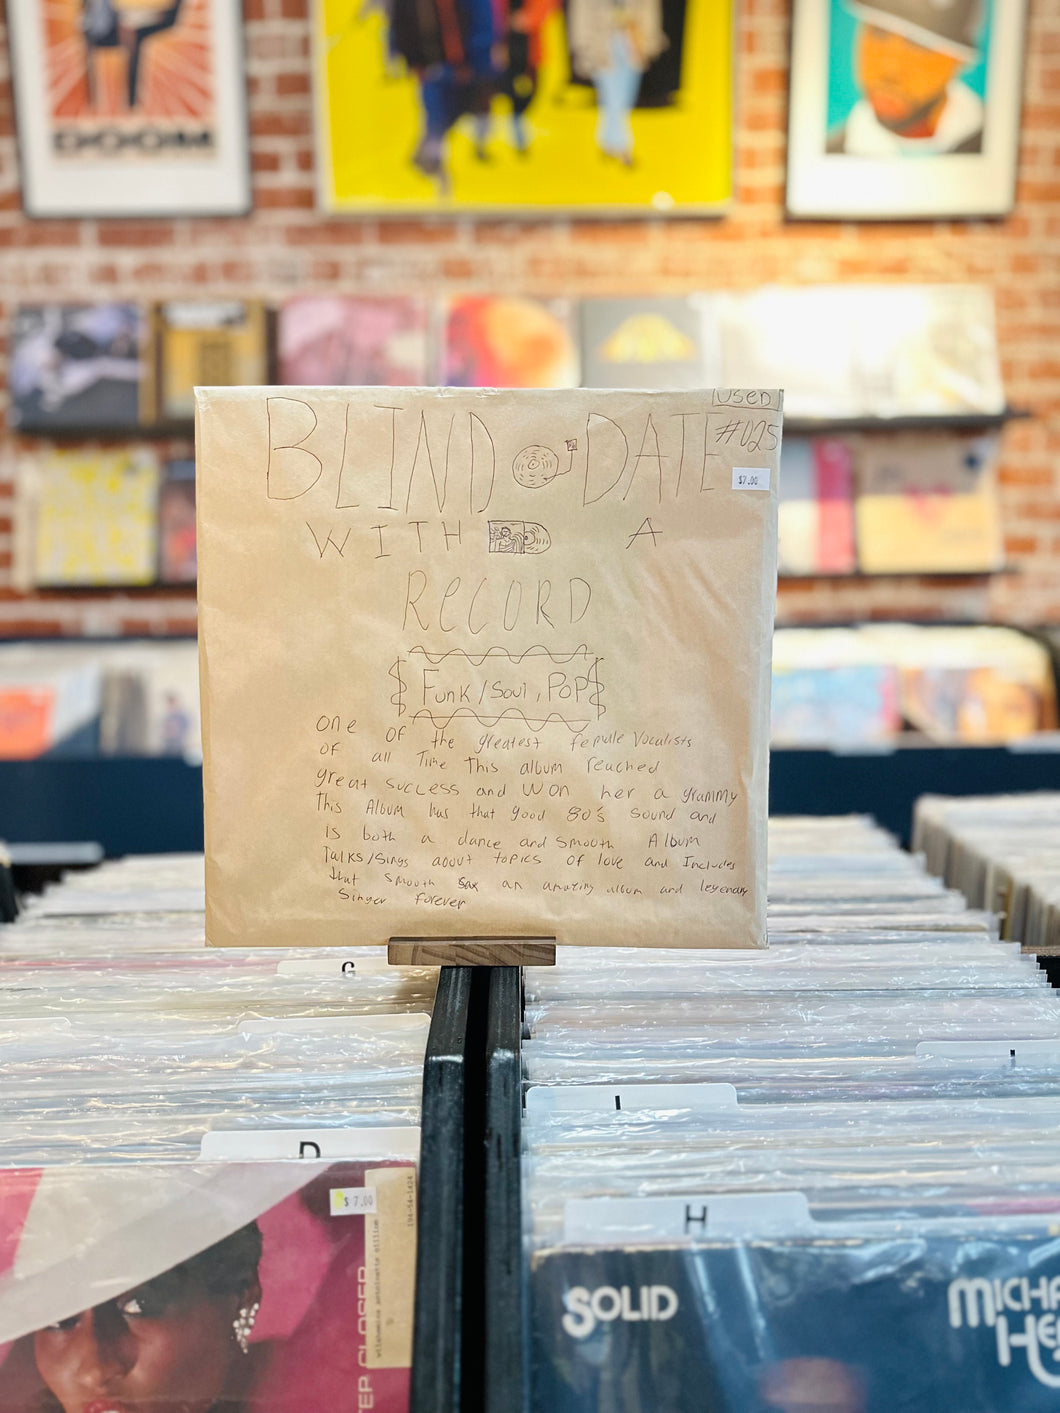 DOOM
USED
BLIND DATE
#025
$7.00
WITH A
RECORD
$ Funk/Soul, POP $
One of the greatest female Vocalists
of all Time This album reached
great success and Won her a grammy
This Album has that good 80's Sound and
is both a dance and Smooth Album
Talks/Sings about topics of love and Includes
that smooth sax an amazing album and legendary
Singer forever
G
I
I
D
H
$7.00
SOLID
MICHA
HE
TER CLOSER